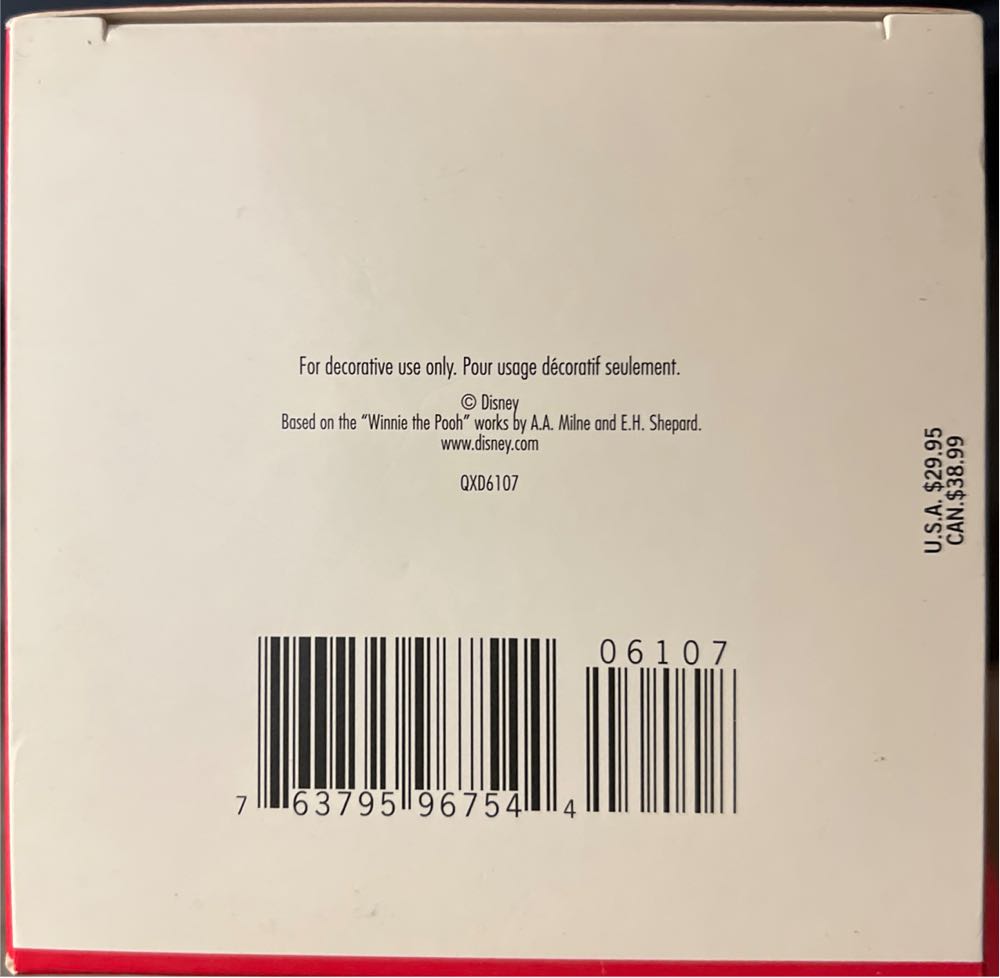 For decorative use only. Pour usage décoratif seulement.
© Disney
Based on the "Winnie the Pooh" works by A.A. Milne and E.H. Shepard.
www.disney.com
QXD6107
U.S.A. $29.95
CAN.$38.99
06107
7 63795 96754 4